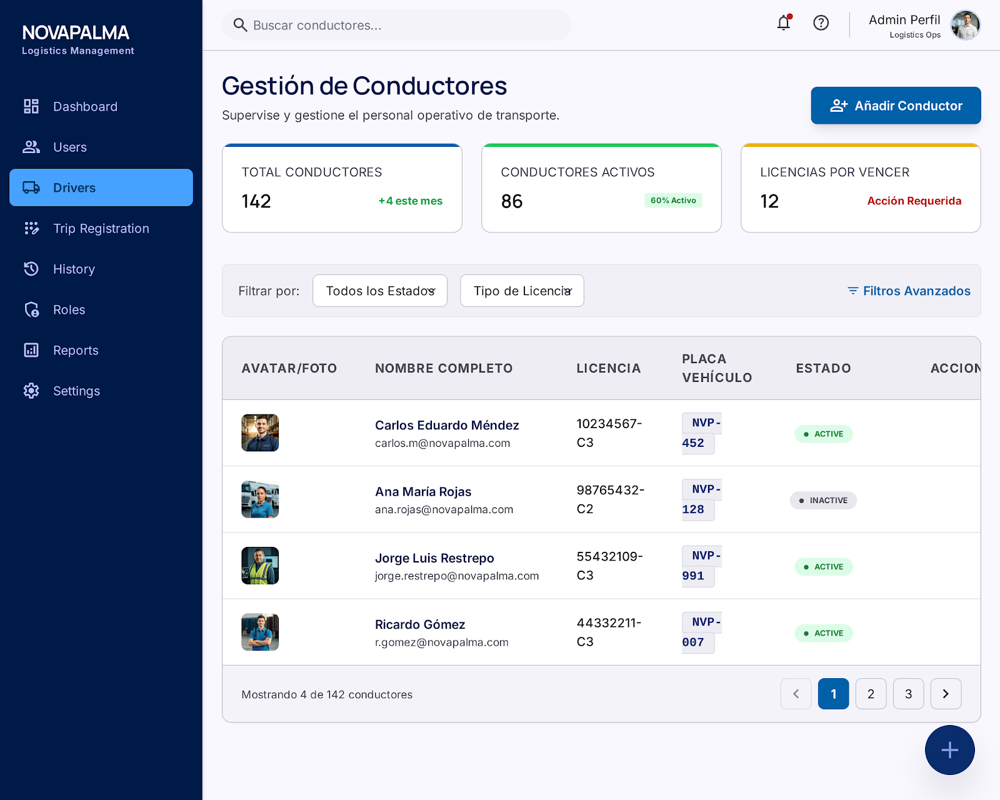 NOVAPALMA
Logistics Management
Dashboard
Users
Drivers
Trip Registration
History
Roles
Reports
Settings
Buscar conductores...
Admin Perfil
Logistics Ops
Gestión de Conductores
Supervise y gestione el personal operativo de transporte.
Añadir Conductor
TOTAL CONDUCTORES
142
+4 este mes
CONDUCTORES ACTIVOS
86
60% Activo
LICENCIAS POR VENCER
12
Acción Requerida
Filtrar por:
Todos los Estados
Tipo de Licencia
Filtros Avanzados
AVATAR/FOTO
NOMBRE COMPLETO
LICENCIA
PLACA
VEHÍCULO
ESTADO
ACCION
Carlos Eduardo Méndez
carlos.m@novapalma.com
10234567-
C3
NVP-
452
ACTIVE
Ana María Rojas
ana.rojas@novapalma.com
98765432-
C2
NVP-
128
INACTIVE
Jorge Luis Restrepo
jorge.restrepo@novapalma.com
55432109-
C3
NVP-
991
ACTIVE
Ricardo Gómez
r.gomez@novapalma.com
44332211-
C3
NVP-
007
ACTIVE
Mostrando 4 de 142 conductores
1
2
3